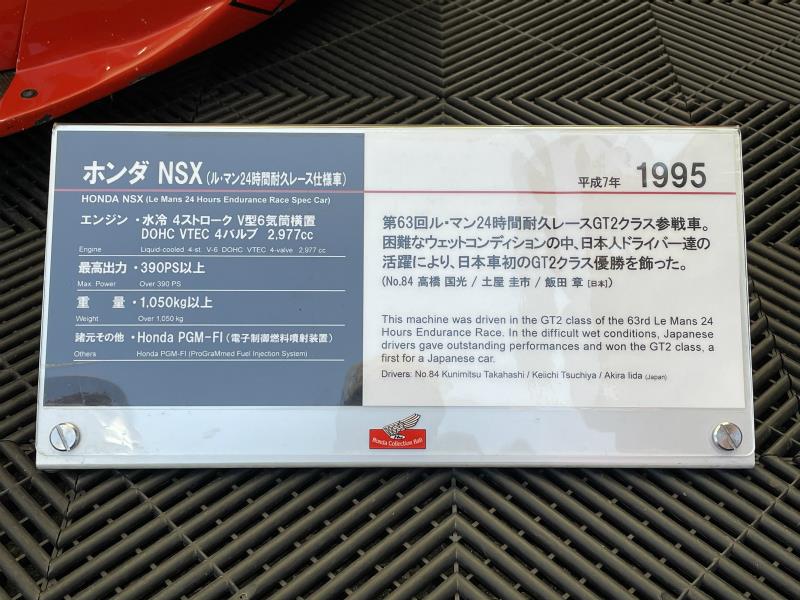 ホンダ NSX(ル・マン24時間耐久レース仕様車)
HONDA NSX (Le Mans 24 Hours Endurance Race Spec Car)
エンジン ・水冷 4ストローク V型6気筒横置
DOHC VTEC 4バルブ 2,977cc
Engine Liquid-cooled 4-st. V-6 DOHC VTEC 4-valve 2,977 cc
最高出力 ・390PS以上
Max. Power Over 390 PS
重 量 ・1,050kg以上
Weight Over 1,050 kg
諸元その他 ・Honda PGM-FI (電子制御燃料噴射装置)
Others Honda PGM-FI (ProGraMmed Fuel Injection System)
平成7年 1995
第63回ル・マン24時間耐久レースGT2クラス参戦車。
困難なウェットコンディションの中、日本人ドライバー達の
活躍により、日本車初のGT2クラス優勝を飾った。
(No.84 高橋 国光 / 土屋 圭市 / 飯田 章 [日本])
This machine was driven in the GT2 class of the 63rd Le Mans 24
Hours Endurance Race. In the difficult wet conditions, Japanese
drivers gave outstanding performances and won the GT2 class, a
first for a Japanese car.
Drivers: No.84 Kunimitsu Takahashi / Keiichi Tsuchiya / Akira Iida (Japan)
Honda Collection Hall